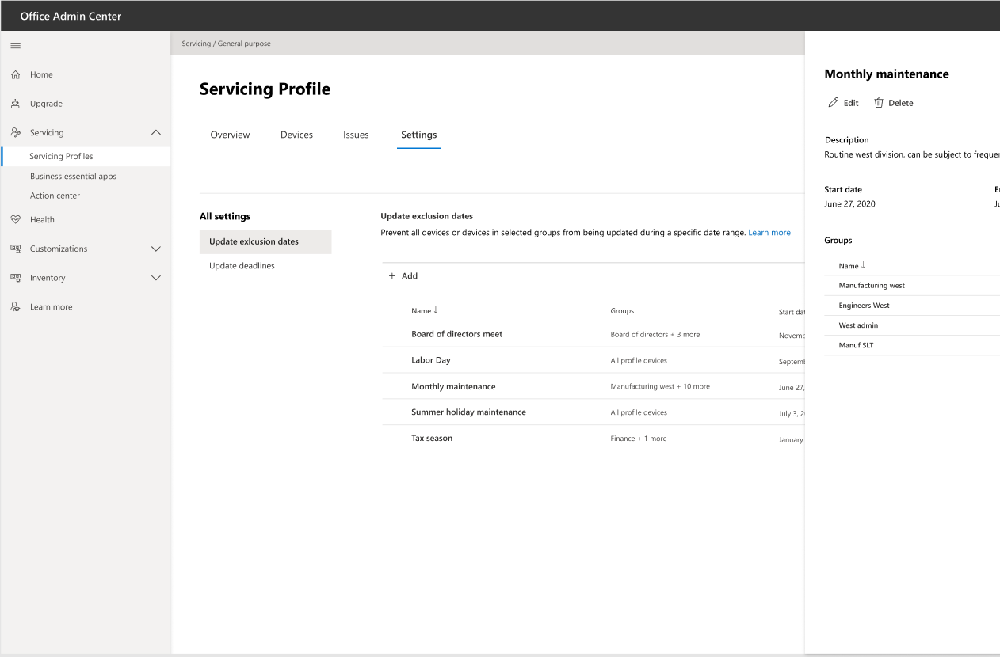 Office Admin Center
Servicing / General purpose
Home
Upgrade
Servicing
Servicing Profiles
Business essential apps
Action center
Health
Customizations
Inventory
Learn more
Servicing Profile
Overview Devices Issues Settings
All settings
Update exlcusion dates
Update deadlines
Update exclusion dates
Prevent all devices or devices in selected groups from being updated during a specific date range. Learn more
+ Add
Name ↓ Groups Start dat
Board of directors meet Board of directors + 3 more Novemb
Labor Day All profile devices Septemb
Monthly maintenance Manufacturing west + 10 more June 27,
Summer holiday maintenance All profile devices July 3, 2
Tax season Finance + 1 more January
Monthly maintenance
Edit Delete
Description
Routine west division, can be subject to frequen
Start date
June 27, 2020
Groups
Name ↓
Manufacturing west
Engineers West
West admin
Manuf SLT